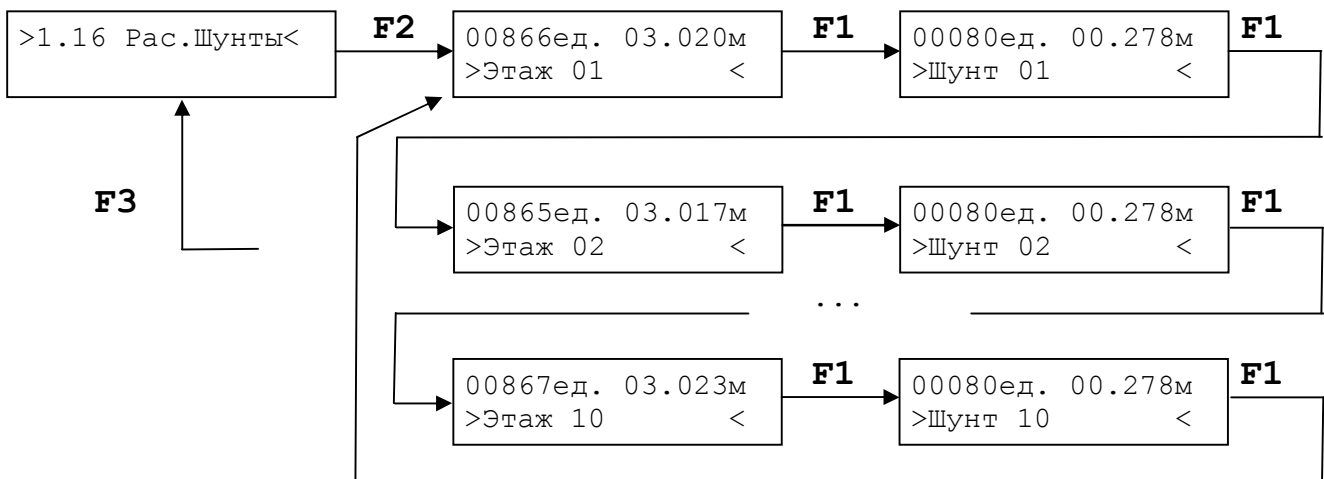 >1.16 Рас.Шунты<
F2
00866ед. 03.020м
>Этаж 01 <
F1
00080ед. 00.278м
>Шунт 01 <
F1
F3
00865ед. 03.017м
>Этаж 02 <
F1
00080ед. 00.278м
>Шунт 02 <
F1
...
00867ед. 03.023м
>Этаж 10 <
F1
00080ед. 00.278м
>Шунт 10 <
F1